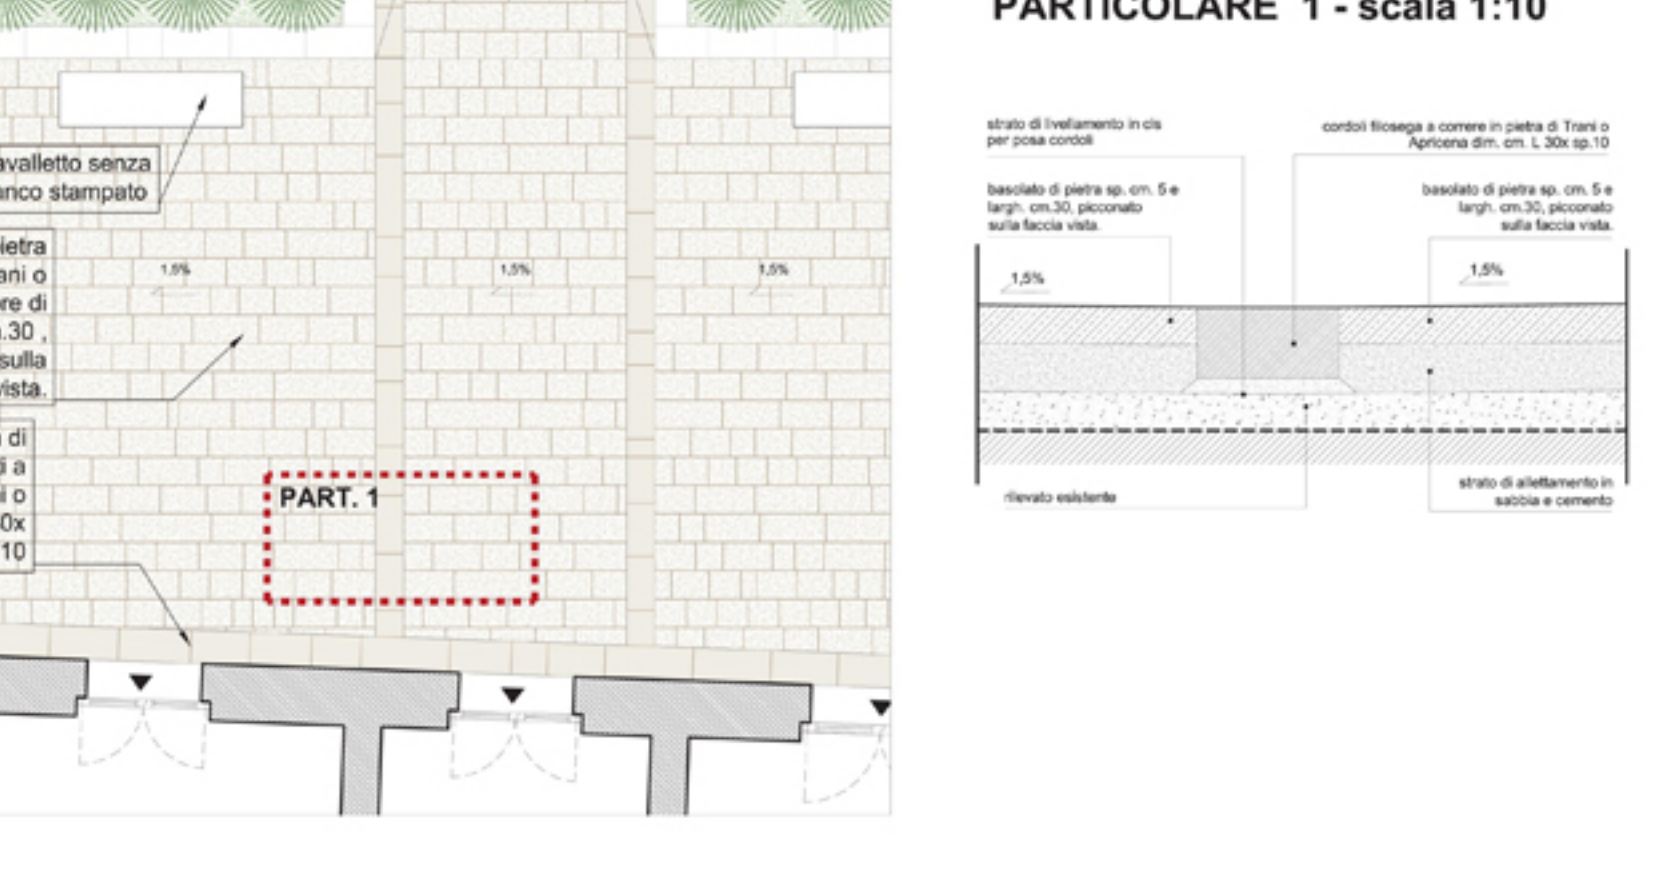 avalletto senza
anco stampato
ietra
ani o
re di
.30 ,
sulla
vista.
di
i a
i o
0x
10
1,5%
1,5%
1,5%
PART. 1
PARTICOLARE 1 - scala 1:10
strato di livellamento in cls
per posa cordoli
cordoli filosega a correre in pietra di Trani o
Apricena dim. cm. L 30x sp.10
basolato di pietra sp. cm. 5 e
largh. cm.30, picconato
sulla faccia vista.
basolato di pietra sp. cm. 5 e
largh. cm.30, picconato
sulla faccia vista.
1,5%
1,5%
rilevato esistente
strato di allettamento in
sabbia e cemento